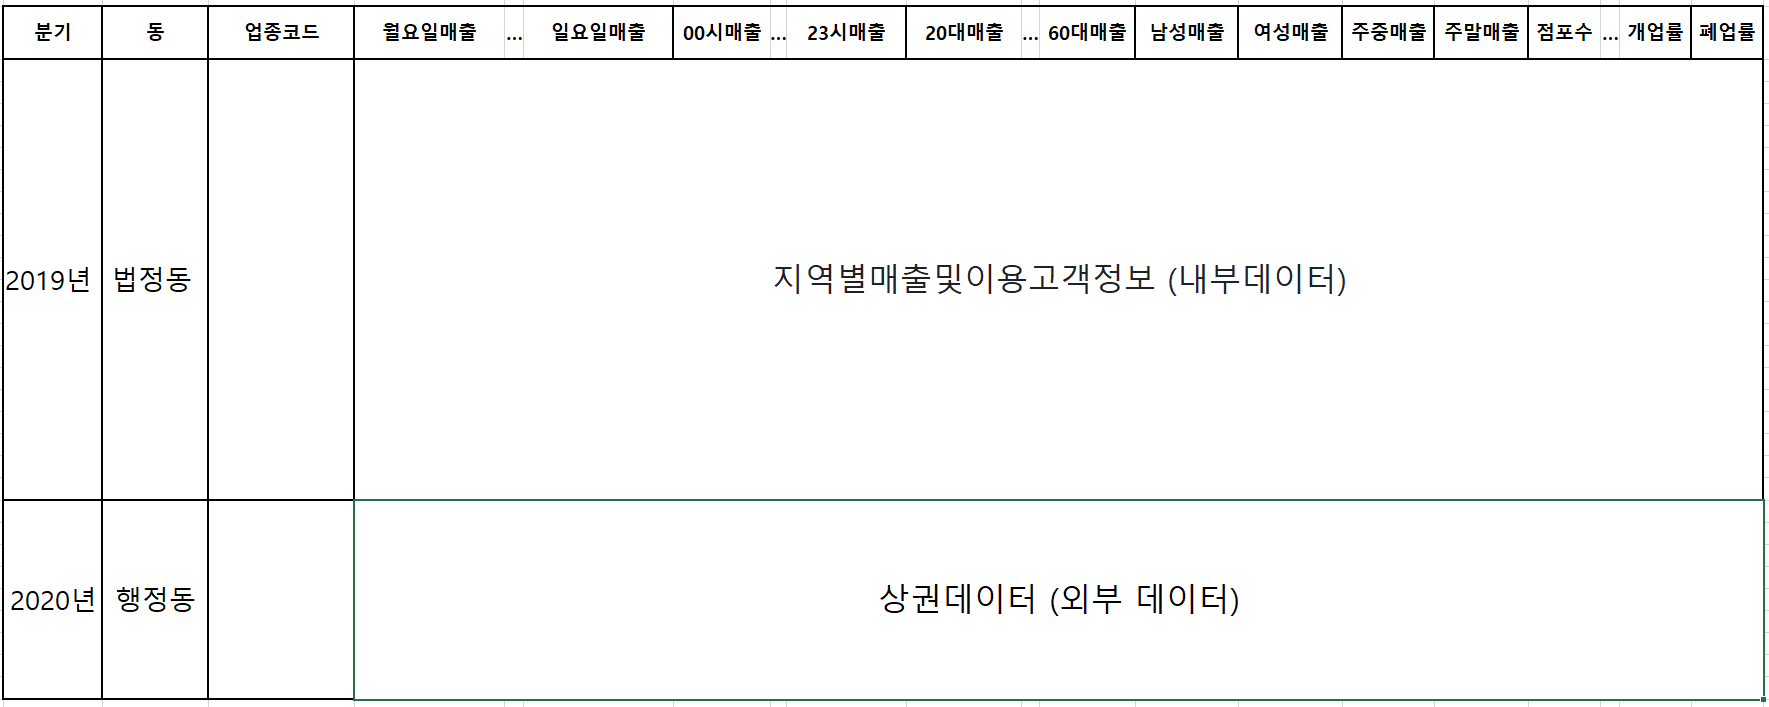 분기 동 업종코드 월요일매출 ... 일요일매출 00시매출 ... 23시매출 20대매출 ... 60대매출 남성매출 여성매출 주중매출 주말매출 점포수 ... 개업률 폐업률
2019년 법정동 지역별매출및이용고객정보 (내부데이터)
2020년 행정동 상권데이터 (외부 데이터)